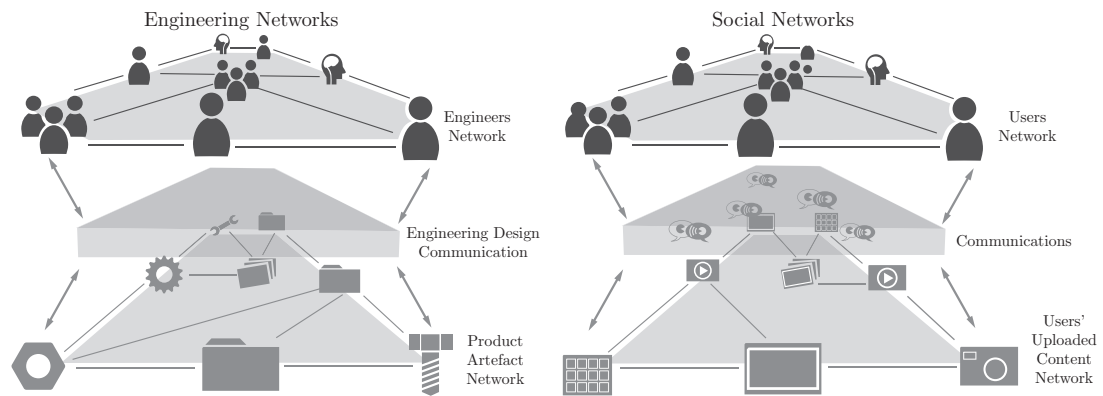 Engineering Networks
Engineers
Network
Engineering Design
Communication
Product
Artefact
Network
Social Networks
Users
Network
Communications
Users'
Uploaded
Content
Network